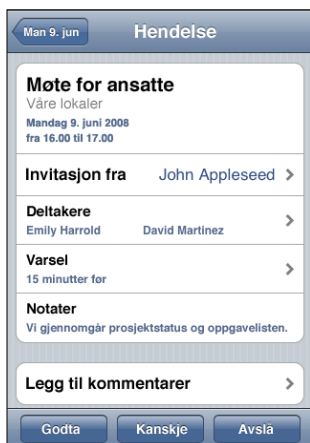 Man 9. jun Hendelse
Møte for ansatte
Våre lokaler
Mandag 9. juni 2008
fra 16.00 til 17.00
Invitasjon fra John Appleseed
Deltakere
Emily Harrold David Martinez
Varsel
15 minutter før
Notater
Vi gjennomgår prosjektstatus og oppgavelisten.
Legg til kommentarer
Godta Kanskje Avslå